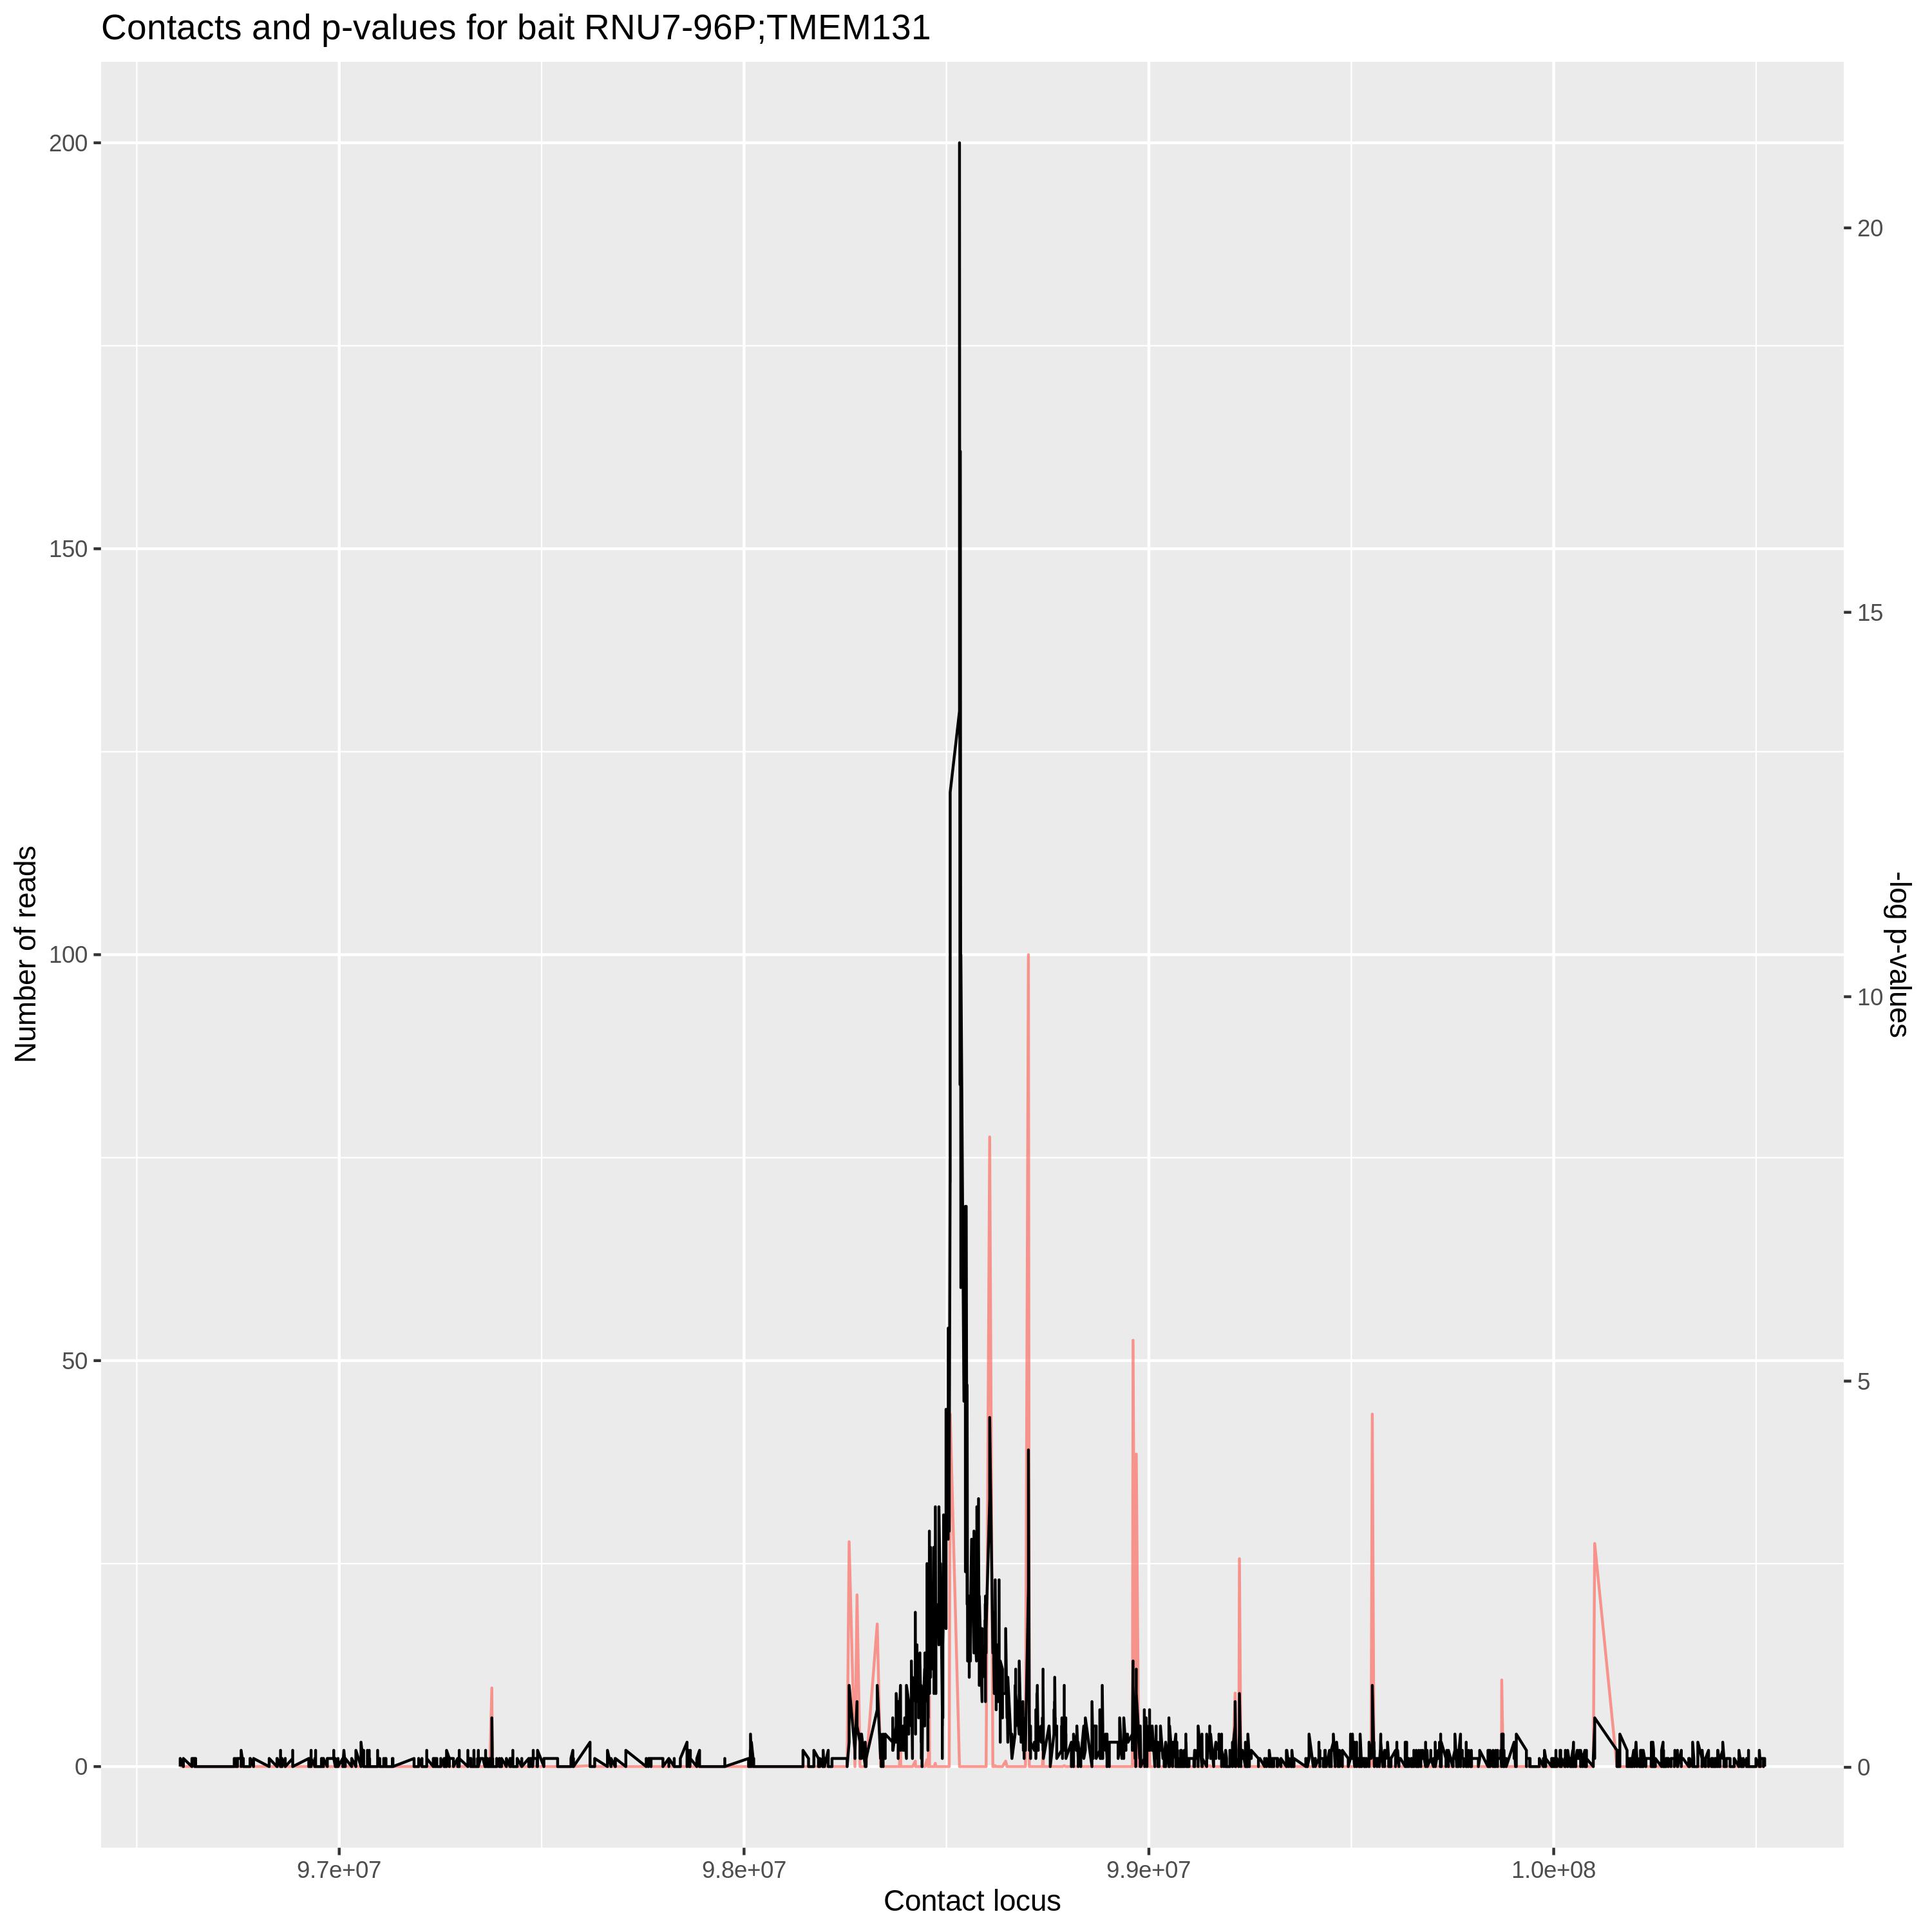 Contacts and p-values for bait RNU7-96P;TMEM131
200
150
100
50
0
Number of reads
20
15
10
5
0
-log p-values
9.7e+07 9.8e+07 9.9e+07 1.0e+08
Contact locus